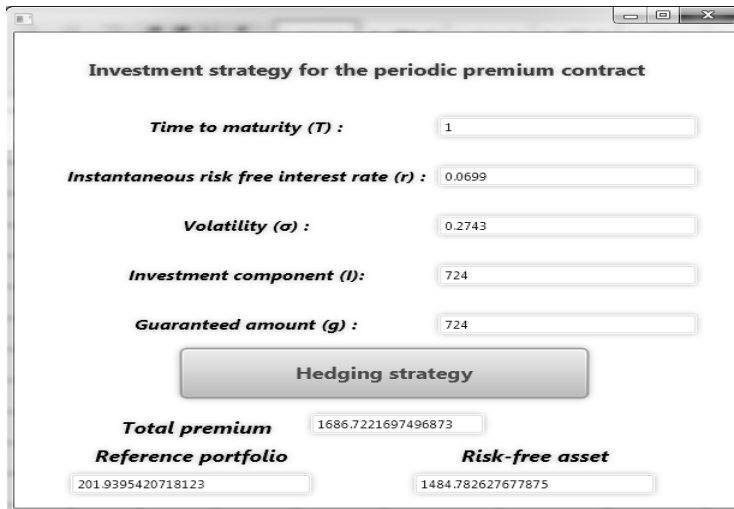 Investment strategy for the periodic premium contract
Time to maturity (T) : 1
Instantaneous risk free interest rate (r) : 0.0699
Volatility (σ) : 0.2743
Investment component (I): 724
Guaranteed amount (g) : 724
Hedging strategy
Total premium 1686.7221697496873
Reference portfolio Risk-free asset
201.9395420718123 1484.782627677875